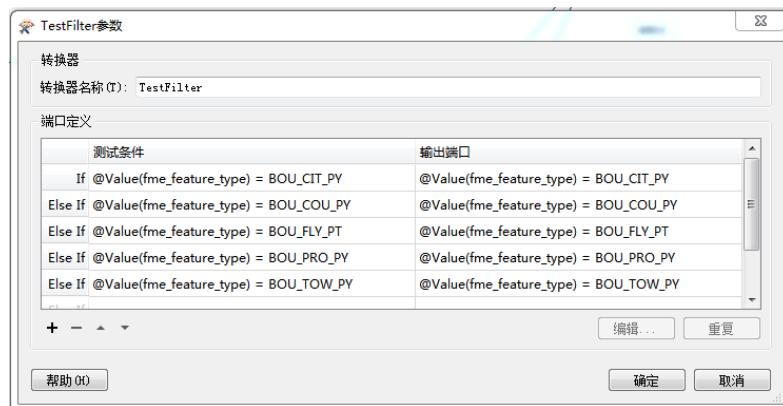 TestFilter参数
转换器
转换器名称(T): TestFilter
端口定义
测试条件 输出端口
If @Value(fme_feature_type) = BOU_CIT_PY @Value(fme_feature_type) = BOU_CIT_PY
Else If @Value(fme_feature_type) = BOU_COU_PY @Value(fme_feature_type) = BOU_COU_PY
Else If @Value(fme_feature_type) = BOU_FLY_PT @Value(fme_feature_type) = BOU_FLY_PT
Else If @Value(fme_feature_type) = BOU_PRO_PY @Value(fme_feature_type) = BOU_PRO_PY
Else If @Value(fme_feature_type) = BOU_TOW_PY @Value(fme_feature_type) = BOU_TOW_PY
编辑... 重复
帮助(H) 确定 取消